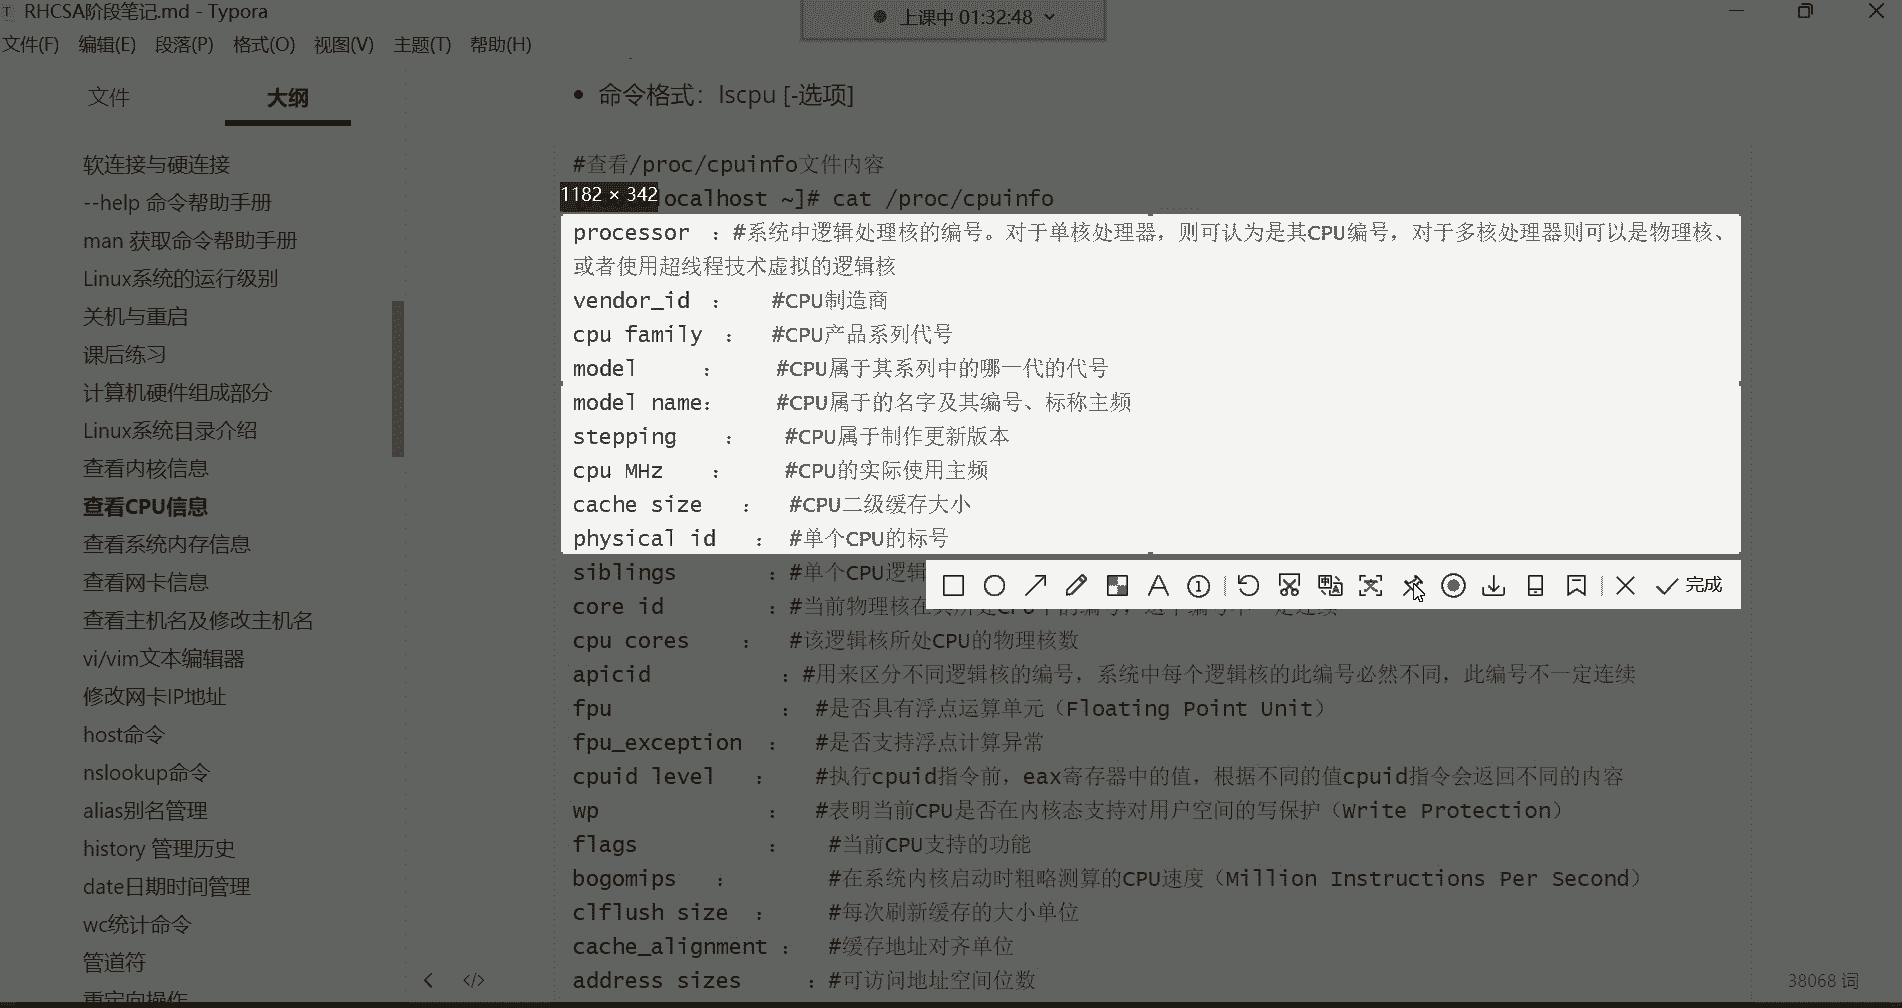 RHCSA阶段笔记.md - Typora
上课中 01:32:48
文件(F) 编辑(E) 段落(P) 格式(O) 视图(V) 主题(T) 帮助(H)
文件 大纲
软连接与硬连接
--help 命令帮助手册
man 获取命令帮助手册
Linux系统的运行级别
关机与重启
课后练习
计算机硬件组成部分
Linux系统目录介绍
查看内核信息
查看CPU信息
查看系统内存信息
查看网卡信息
查看主机名及修改主机名
vi/vim文本编辑器
修改网卡IP地址
host命令
nslookup命令
alias别名管理
history 管理历史
date日期时间管理
wc统计命令
管道符
重定向操作
命令格式：lscpu [-选项]
#查看/proc/cpuinfo文件内容
1182 × 342
localhost ~]# cat /proc/cpuinfo
processor ：#系统中逻辑处理核的编号。对于单核处理器，则可认为是其CPU编号，对于多核处理器则可以是物理核、
或者使用超线程技术虚拟的逻辑核
vendor_id ： #CPU制造商
cpu family ： #CPU产品系列代号
model ： #CPU属于其系列中的哪一代的代号
model name： #CPU属于的名字及其编号、标称主频
stepping ： #CPU属于制作更新版本
cpu MHz ： #CPU的实际使用主频
cache size ： #CPU二级缓存大小
physical id ： #单个CPU的标号
siblings ：#单个CPU逻辑
完成
core id ：#当前物理核在其所处CPU中的编号，这个编号不一定连续
cpu cores ： #该逻辑核所处CPU的物理核数
apicid ：#用来区分不同逻辑核的编号，系统中每个逻辑核的此编号必然不同，此编号不一定连续
fpu ： #是否具有浮点运算单元（Floating Point Unit）
fpu_exception ： #是否支持浮点计算异常
cpuid level ： #执行cpuid指令前，eax寄存器中的值，根据不同的值cpuid指令会返回不同的内容
wp ： #表明当前CPU是否在内核态支持对用户空间的写保护（Write Protection）
flags ： #当前CPU支持的功能
bogomips ： #在系统内核启动时粗略测算的CPU速度（Million Instructions Per Second）
clflush size ： #每次刷新缓存的大小单位
cache_alignment ： #缓存地址对齐单位
address sizes ：#可访问地址空间位数
38068 词